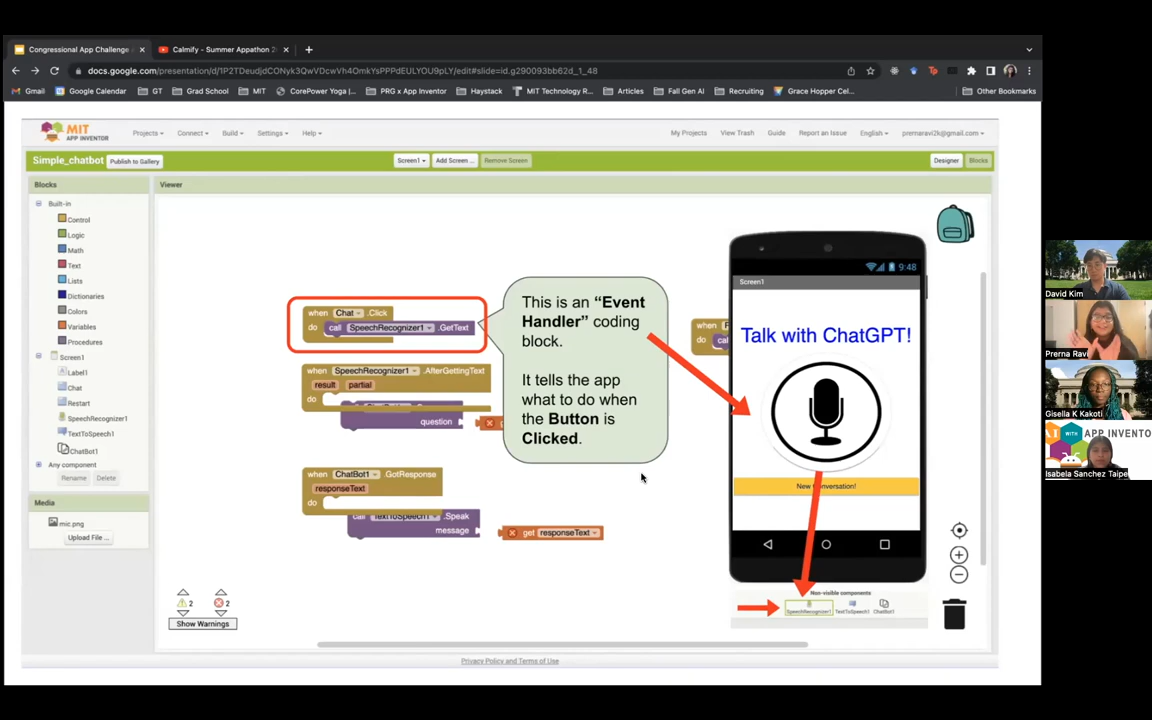 Congressional App Challenge
Calmify - Summer Appathon 2
docs.google.com/presentation/d/1P2TDeudjdCONyk3QwVDcwVh4OmkYsPPPdEULYOU9pLY/edit#slide=id.g290093bb62d_1_48
Gmail
Google Calendar
GT
Grad School
MIT
CorePower Yoga |...
PRG x App Inventor
Haystack
MIT Technology R...
Articles
Fall Gen AI
Recruiting
Grace Hopper Cel...
Other Bookmarks
MIT
APP INVENTOR
Projects
Connect
Build
Settings
Help
My Projects
View Trash
Guide
Report an Issue
English
premaravi2k@gmail.com
Simple_chatbot
Publish to Gallery
Screen1
Add Screen ...
Remove Screen
Designer
Blocks
Blocks
Viewer
Built-in
Control
Logic
Math
Text
Lists
Dictionaries
Colors
Variables
Procedures
Screen1
Label1
Chat
Restart
SpeechRecognizer1
TextToSpeech1
ChatBot1
Any component
Rename
Delete
Media
mic.png
Upload File ...
when Chat .Click
do call SpeechRecognizer1 .GetText
when SpeechRecognizer1 .AfterGettingText
result partial
do
question
when ChatBot1 .GotResponse
responseText
do
call TextToSpeech1 .Speak
message
get responseText
This is an “Event
Handler” coding
block.
It tells the app
what to do when
the Button is
Clicked.
when
do cal
9:48
Screen1
Talk with ChatGPT!
Non-visible components
SpeechRecognizer1
TextToSpeech1
ChatBot1
2
2
Show Warnings
Privacy Policy and Terms of Use
David Kim
Prerna Ravi
Gisella K Kakoti
WITH APP INVENTO
Isabela Sanchez Taipe